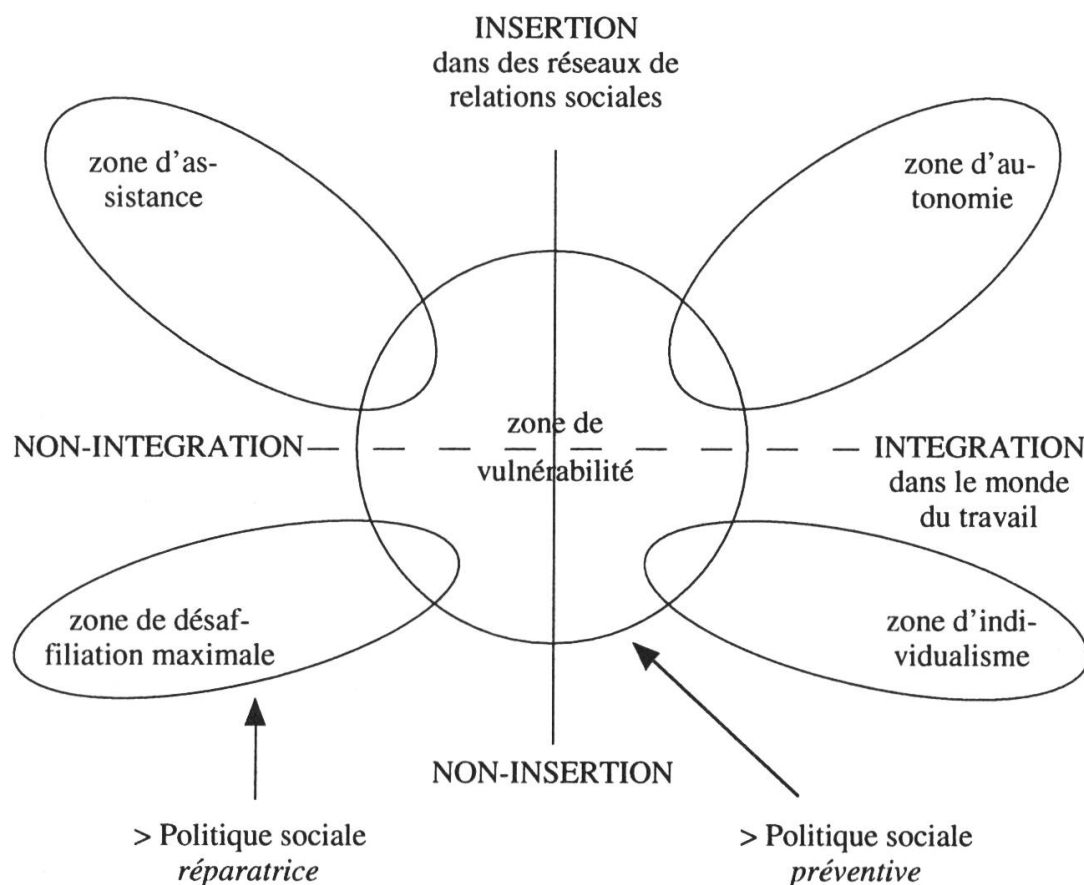 INSERTION
dans des réseaux de
relations sociales
zone d'as-
sistance
zone d'au-
tonomie
zone de
vulnérabilité
NON-INTEGRATION
INTEGRATION
dans le monde
du travail
zone de désaf-
filiation maximale
zone d'indi-
vidualisme
NON-INSERTION
> Politique sociale
réparatrice
> Politique sociale
préventive